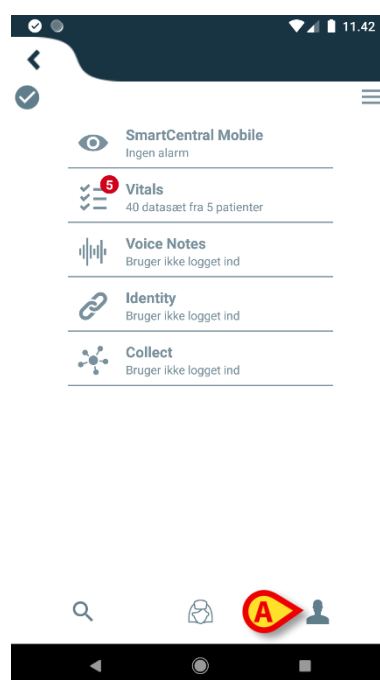 11.42
SmartCentral Mobile
Ingen alarm
5
Vitals
40 datasæt fra 5 patienter
Voice Notes
Bruger ikke logget ind
Identity
Bruger ikke logget ind
Collect
Bruger ikke logget ind
A